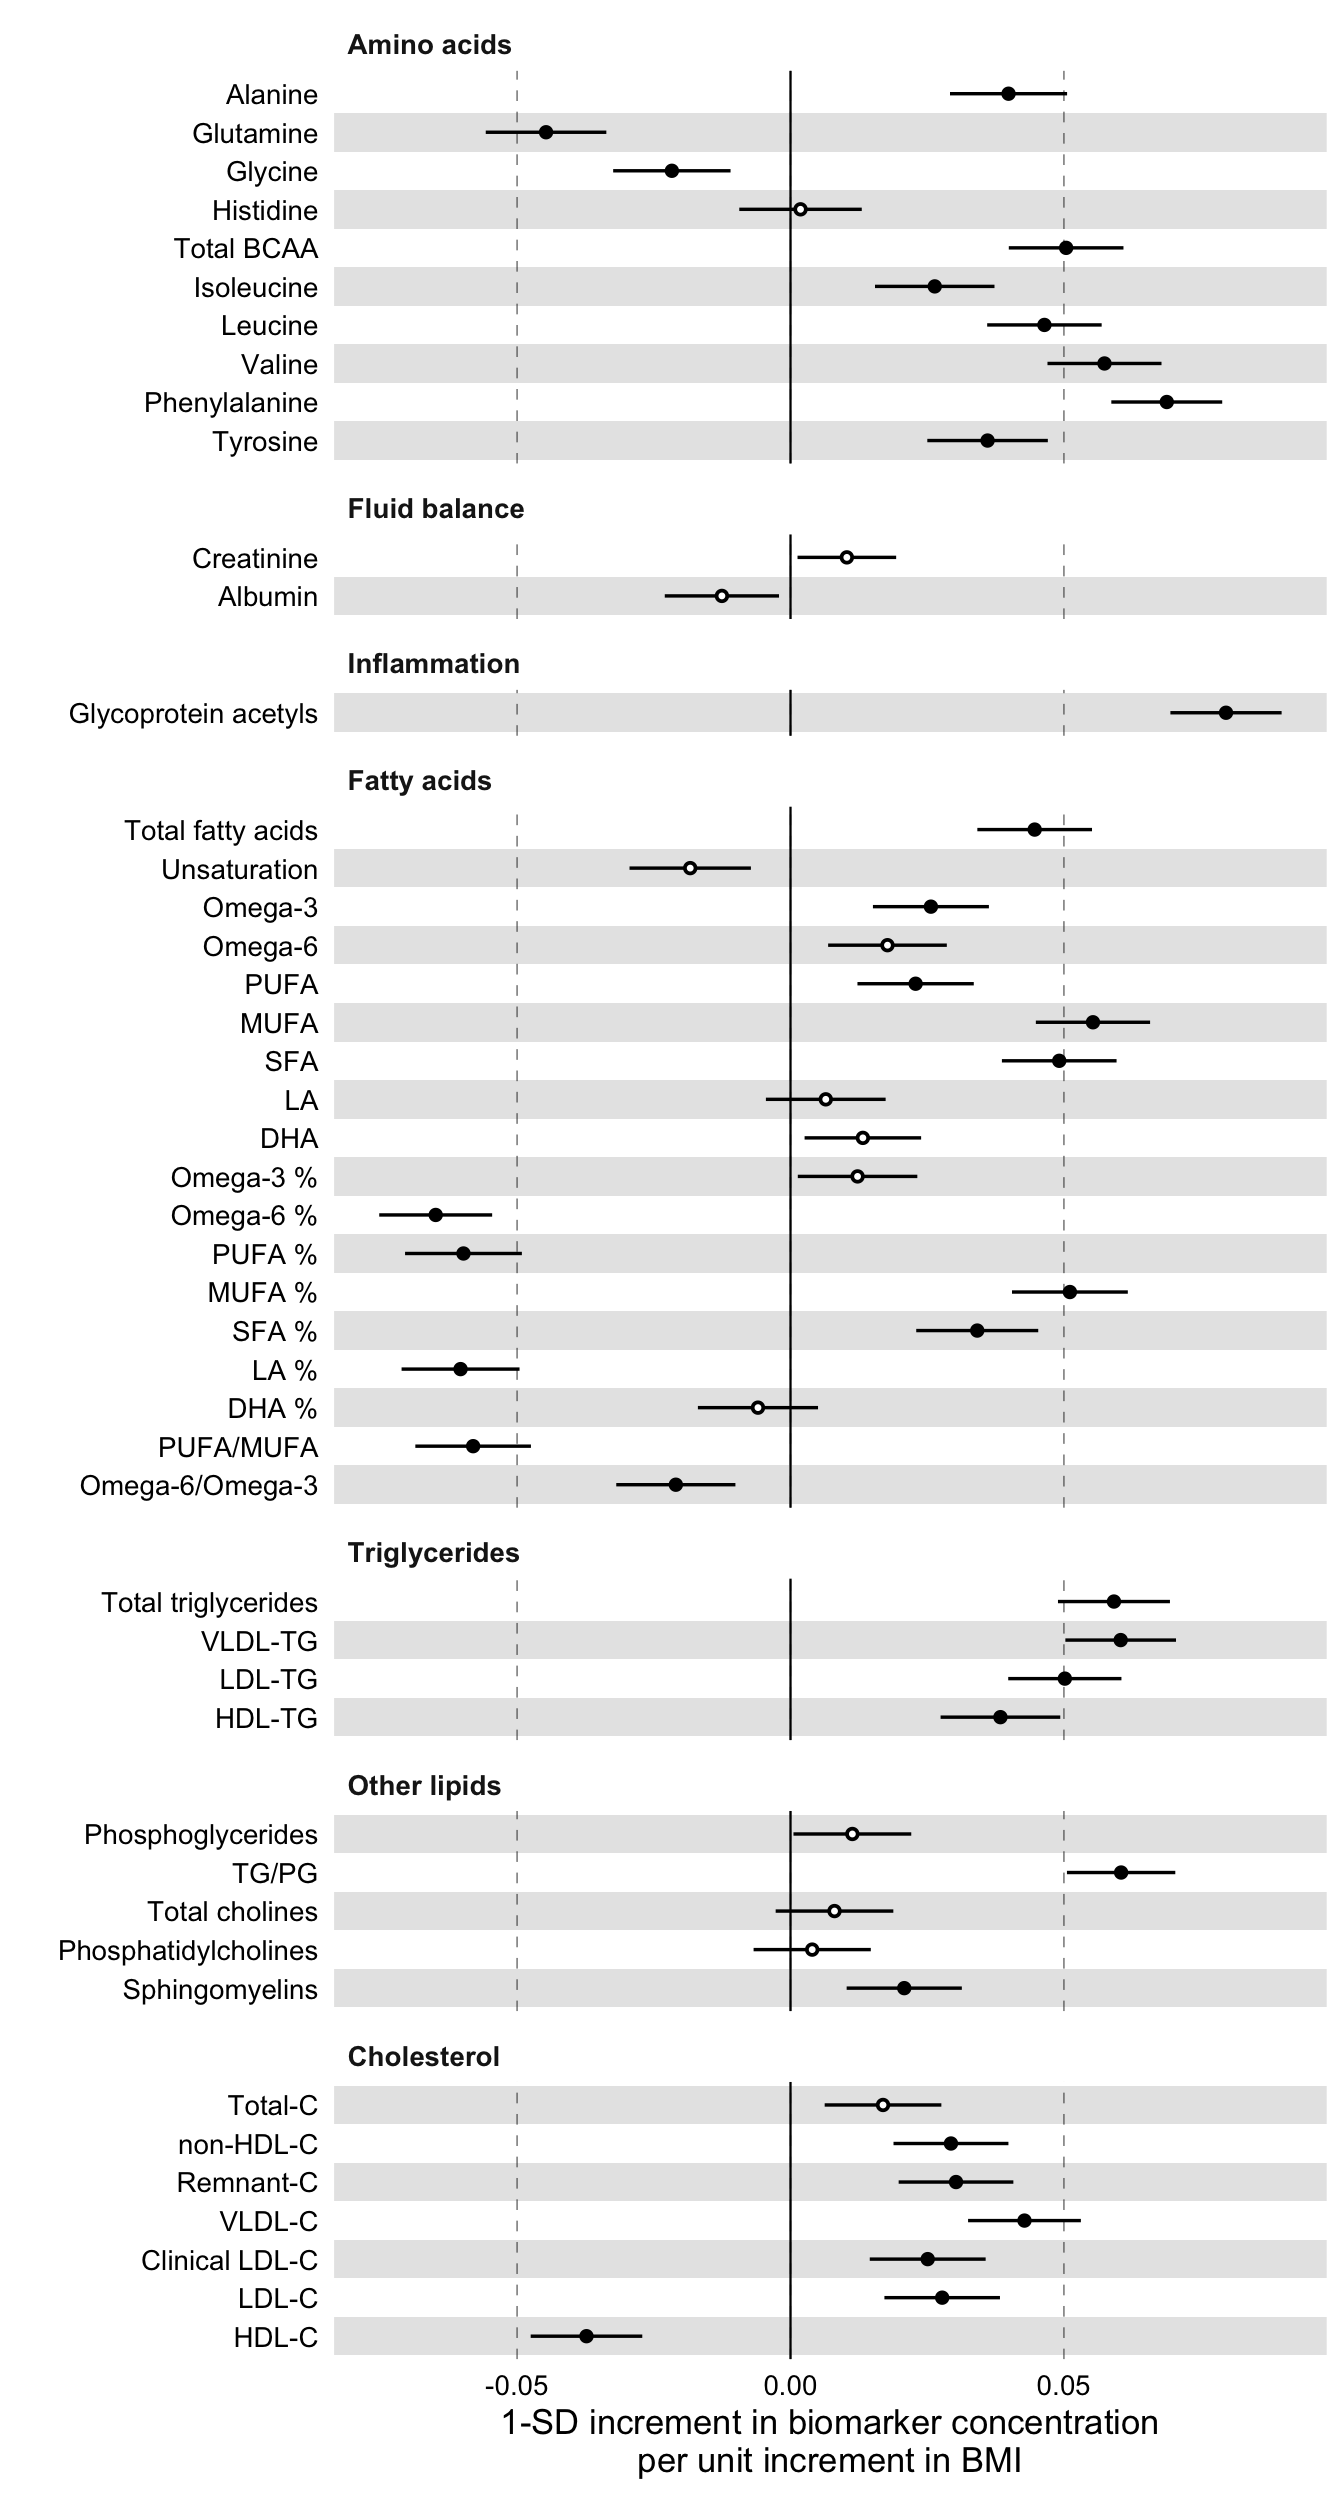 Amino acids
Alanine
Glutamine
Glycine
Histidine
Total BCAA
Isoleucine
Leucine
Valine
Phenylalanine
Tyrosine
Fluid balance
Creatinine
Albumin
Inflammation
Glycoprotein acetyls
Fatty acids
Total fatty acids
Unsaturation
Omega-3
Omega-6
PUFA
MUFA
SFA
LA
DHA
Omega-3 %
Omega-6 %
PUFA %
MUFA %
SFA %
LA %
DHA %
PUFA/MUFA
Omega-6/Omega-3
Triglycerides
Total triglycerides
VLDL-TG
LDL-TG
HDL-TG
Other lipids
Phosphoglycerides
TG/PG
Total cholines
Phosphatidylcholines
Sphingomyelins
Cholesterol
Total-C
non-HDL-C
Remnant-C
VLDL-C
Clinical LDL-C
LDL-C
HDL-C
-0.05 0.00 0.05
1-SD increment in biomarker concentration
per unit increment in BMI